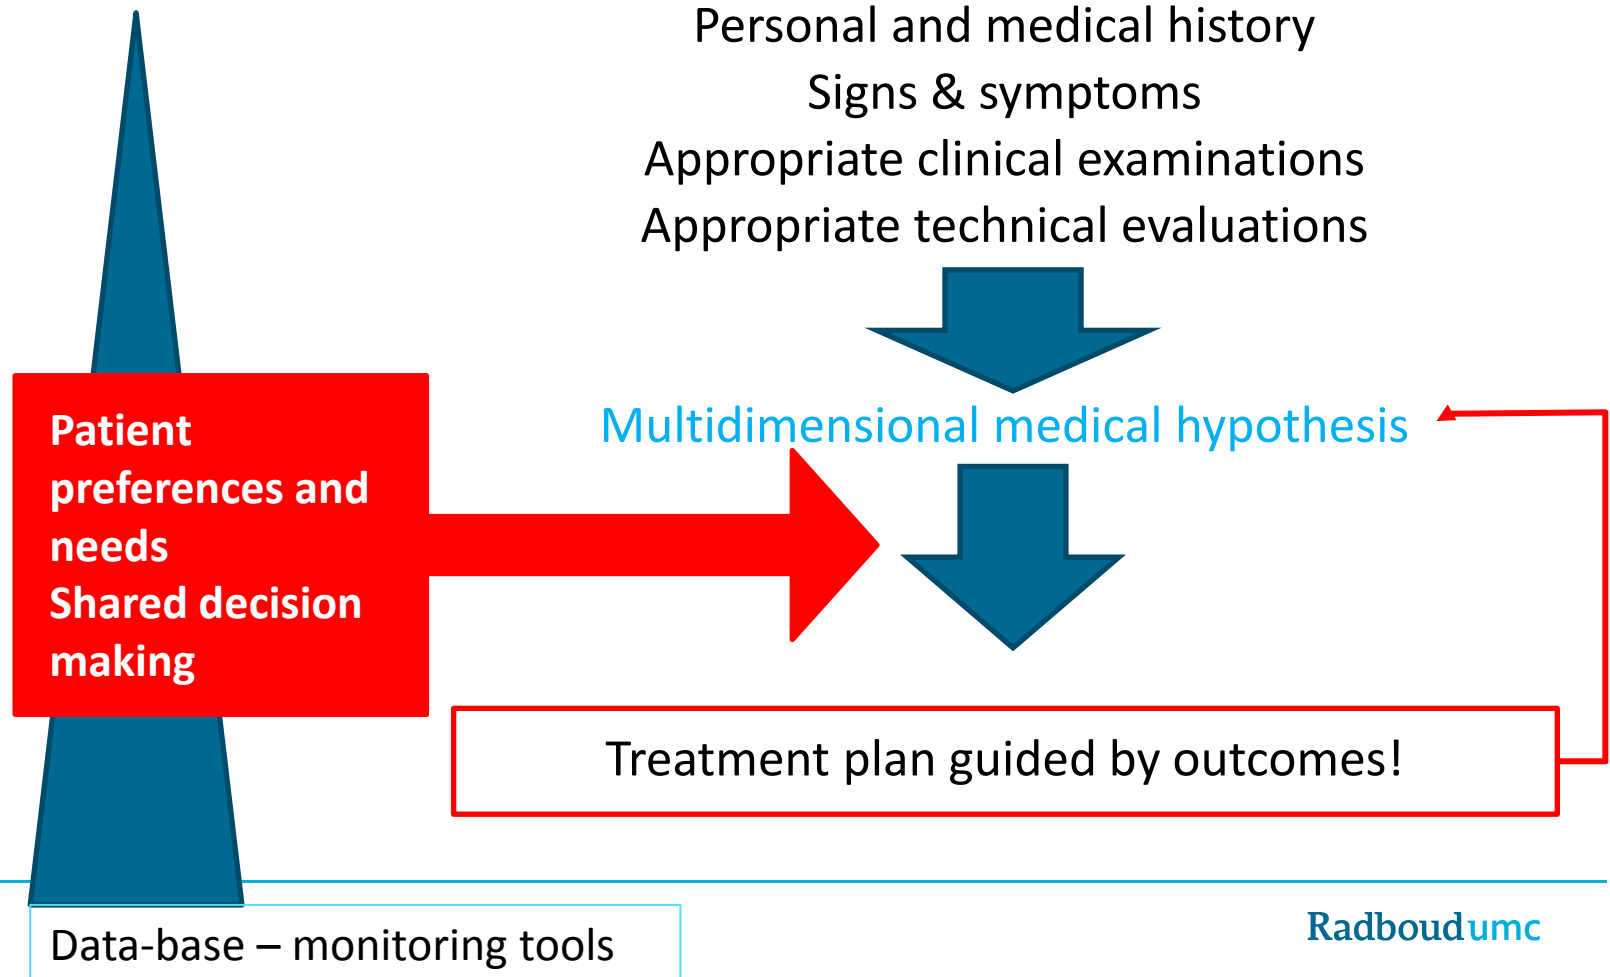 Personal and medical history
Signs & symptoms
Appropriate clinical examinations
Appropriate technical evaluations
Multidimensional medical hypothesis
Patient
preferences and
needs
Shared decision
making
Treatment plan guided by outcomes!
Data-base – monitoring tools
Radboudumc